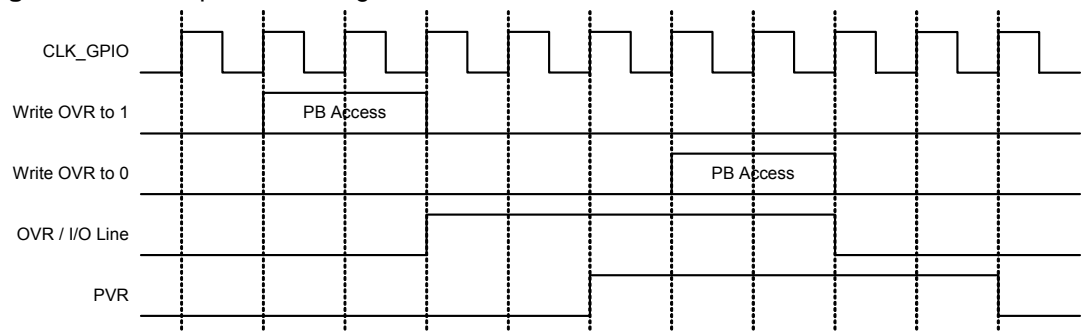 CLK_GPIO
Write OVR to 1
PB Access
Write OVR to 0
PB Access
OVR / I/O Line
PVR